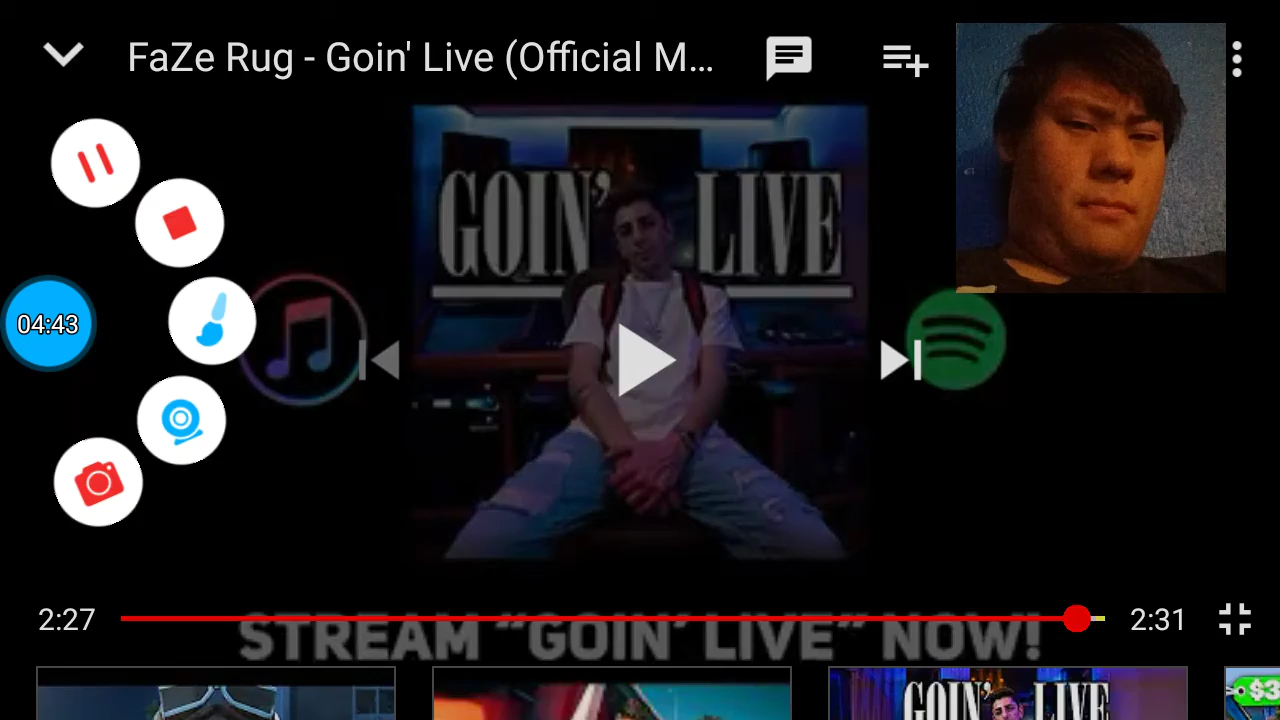 FaZe Rug - Goin' Live (Official M...
GOIN' LIVE
04:43
2:27
2:31
STREAM “GOIN' LIVE” NOW!
GOIN' LIVE
$3